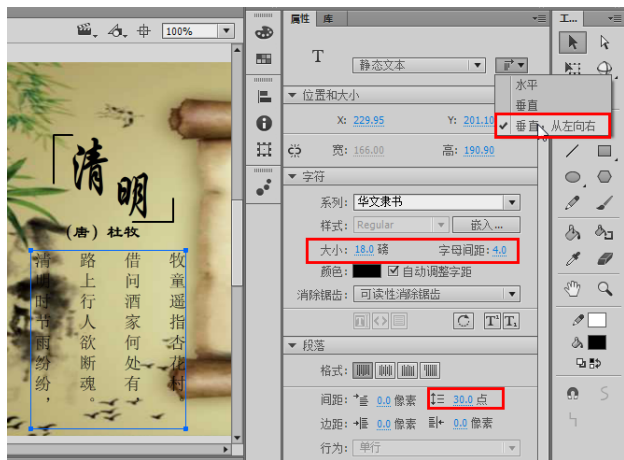 100%
清明
(唐)杜牧
清明时节雨纷纷，
路上行人欲断魂。
借问酒家何处有
牧童遥指杏花村。
属性 库
T 静态文本
水平
垂直
垂直，从左向右
位置和大小
X: 229.95 Y: 201.10
宽: 166.00 高: 190.90
字符
系列: 华文隶书
样式: Regular 嵌入...
大小: 18.0 磅 字母间距: 4.0
颜色: 自动调整字距
消除锯齿: 可读性消除锯齿
T¹ T₁
段落
格式:
间距: 0.0 像素 30.0 点
边距: 0.0 像素 0.0 像素
行为: 单行
工...